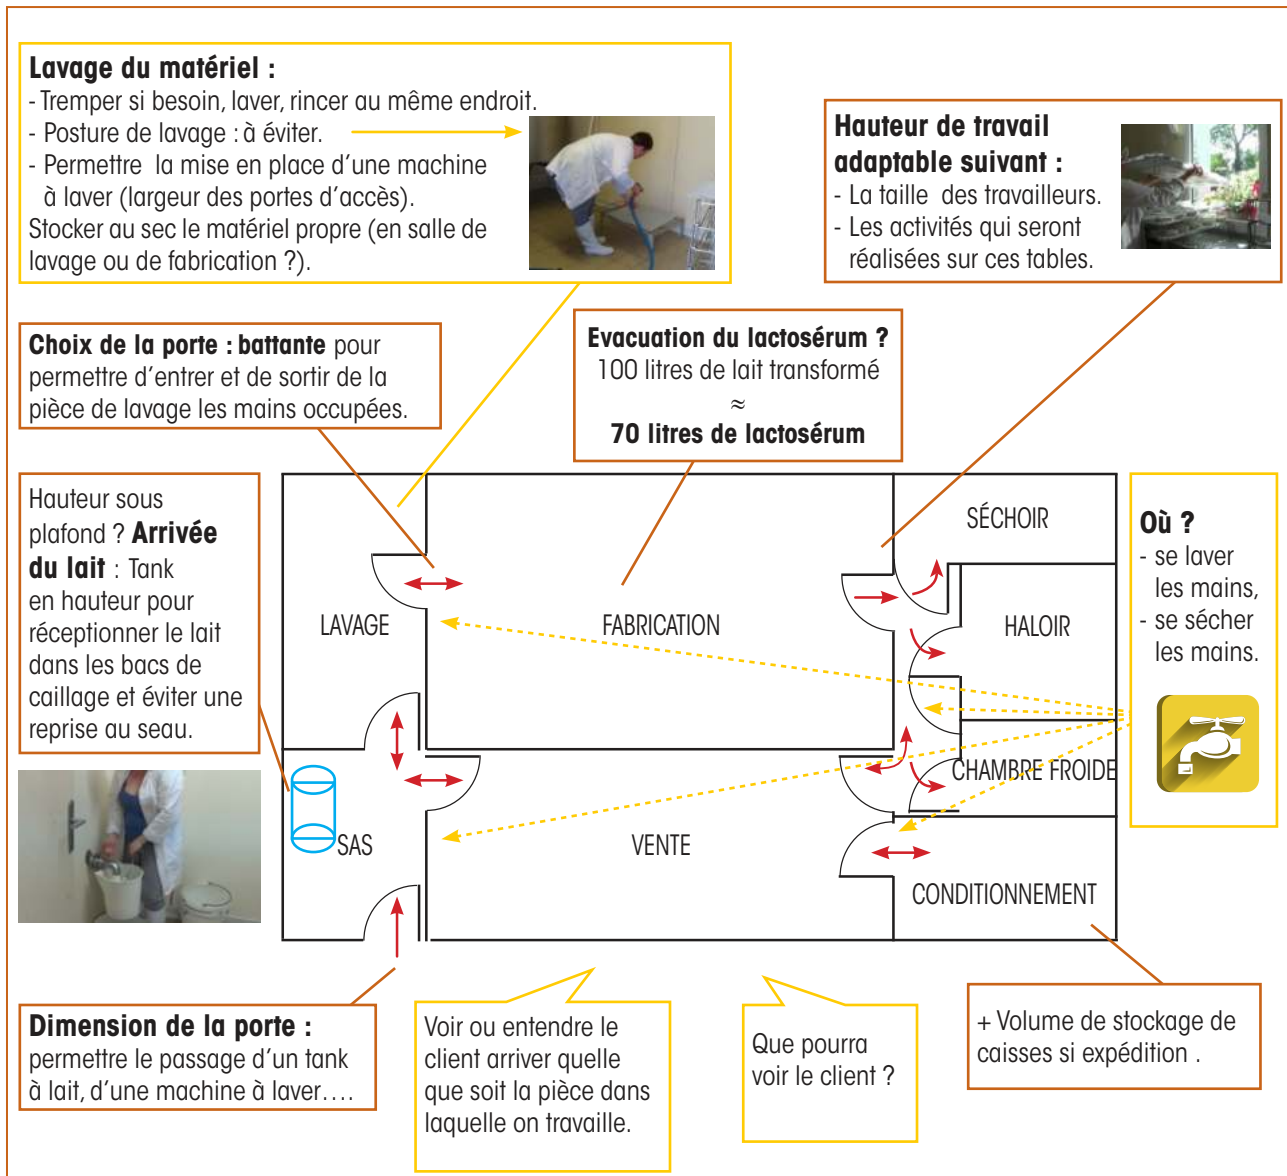 Lavage du matériel :
- Tremper si besoin, laver, rincer au même endroit.
- Posture de lavage : à éviter.
- Permettre la mise en place d'une machine
à laver (largeur des portes d'accès).
Stocker au sec le matériel propre (en salle de
lavage ou de fabrication ?).
Hauteur de travail
adaptable suivant :
- La taille des travailleurs.
- Les activités qui seront
réalisées sur ces tables.
Choix de la porte : battante pour
permettre d'entrer et de sortir de la
pièce de lavage les mains occupées.
Evacuation du lactosérum ?
100 litres de lait transformé
≈
70 litres de lactosérum
Hauteur sous
plafond ? Arrivée
du lait : Tank
en hauteur pour
réceptionner le lait
dans les bacs de
caillage et éviter une
reprise au seau.
SÉCHOIR
LAVAGE
FABRICATION
HALOIR
CHAMBRE FROIDE
SAS
VENTE
CONDITIONNEMENT
Où ?
- se laver
les mains,
- se sécher
les mains.
Dimension de la porte :
permettre le passage d'un tank
à lait, d'une machine à laver....
Voir ou entendre le
client arriver quelle
que soit la pièce dans
laquelle on travaille.
Que pourra
voir le client ?
+ Volume de stockage de
caisses si expédition .